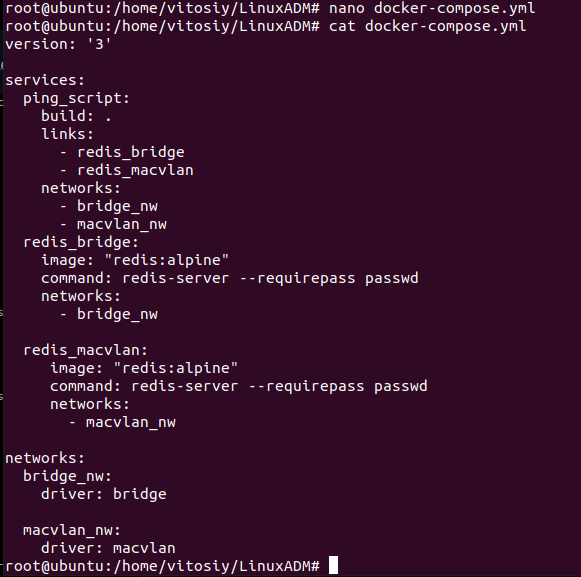 root@ubuntu:/home/vitosiy/LinuxADM# nano docker-compose.yml
root@ubuntu:/home/vitosiy/LinuxADM# cat docker-compose.yml
version: '3'

services:
  ping_script:
    build: .
    links:
      - redis_bridge
      - redis_macvlan
    networks:
      - bridge_nw
      - macvlan_nw
  redis_bridge:
    image: "redis:alpine"
    command: redis-server --requirepass passwd
    networks:
      - bridge_nw

  redis_macvlan:
     image: "redis:alpine"
     command: redis-server --requirepass passwd
     networks:
       - macvlan_nw

networks:
  bridge_nw:
    driver: bridge

  macvlan_nw:
    driver: macvlan
root@ubuntu:/home/vitosiy/LinuxADM#